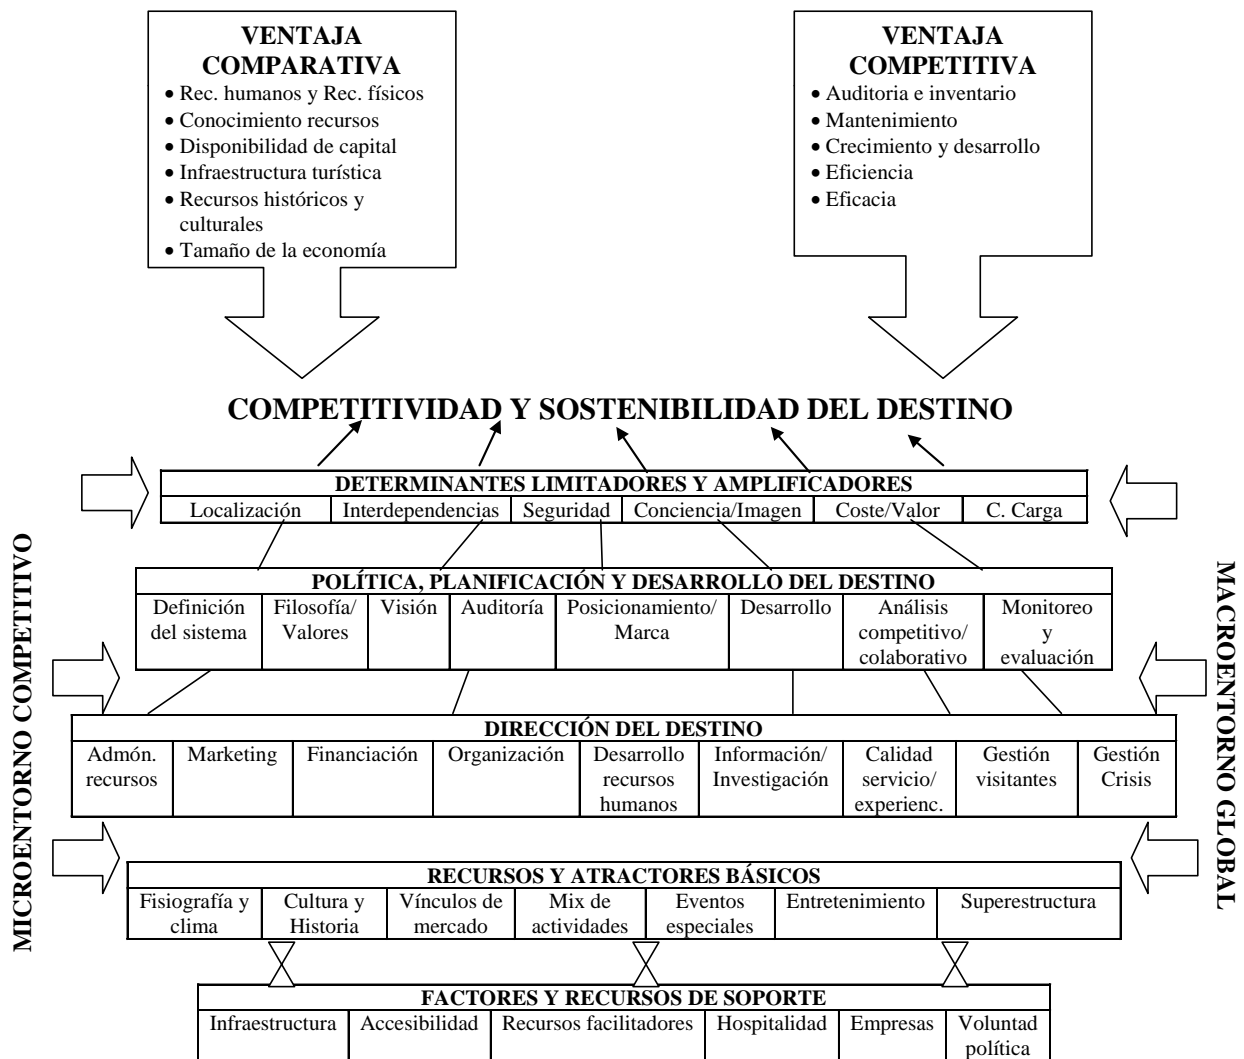 VENTAJA
COMPARATIVA
• Rec. humanos y Rec. físicos
• Conocimiento recursos
• Disponibilidad de capital
• Infraestructura turística
• Recursos históricos y
culturales
• Tamaño de la economía
VENTAJA
COMPETITIVA
• Auditoria e inventario
• Mantenimiento
• Crecimiento y desarrollo
• Eficiencia
• Eficacia
COMPETITIVIDAD Y SOSTENIBILIDAD DEL DESTINO
DETERMINANTES LIMITADORES Y AMPLIFICADORES
Localización Interdependencias Seguridad Conciencia/Imagen Coste/Valor C. Carga
MICROENTORNO COMPETITIVO
MACROENTORNO GLOBAL
POLÍTICA, PLANIFICACIÓN Y DESARROLLO DEL DESTINO
Definición
del sistema
Filosofía/
Valores
Visión
Auditoría
Posicionamiento/
Marca
Desarrollo
Análisis
competitivo/
colaborativo
Monitoreo
y
evaluación
DIRECCIÓN DEL DESTINO
Admón.
recursos
Marketing
Financiación
Organización
Desarrollo
recursos
humanos
Información/
Investigación
Calidad
servicio/
experienc.
Gestión
visitantes
Gestión
Crisis
RECURSOS Y ATRACTORES BÁSICOS
Fisiografía y
clima
Cultura y
Historia
Vínculos de
mercado
Mix de
actividades
Eventos
especiales
Entretenimiento
Superestructura
FACTORES Y RECURSOS DE SOPORTE
Infraestructura
Accesibilidad
Recursos facilitadores
Hospitalidad
Empresas
Voluntad
política